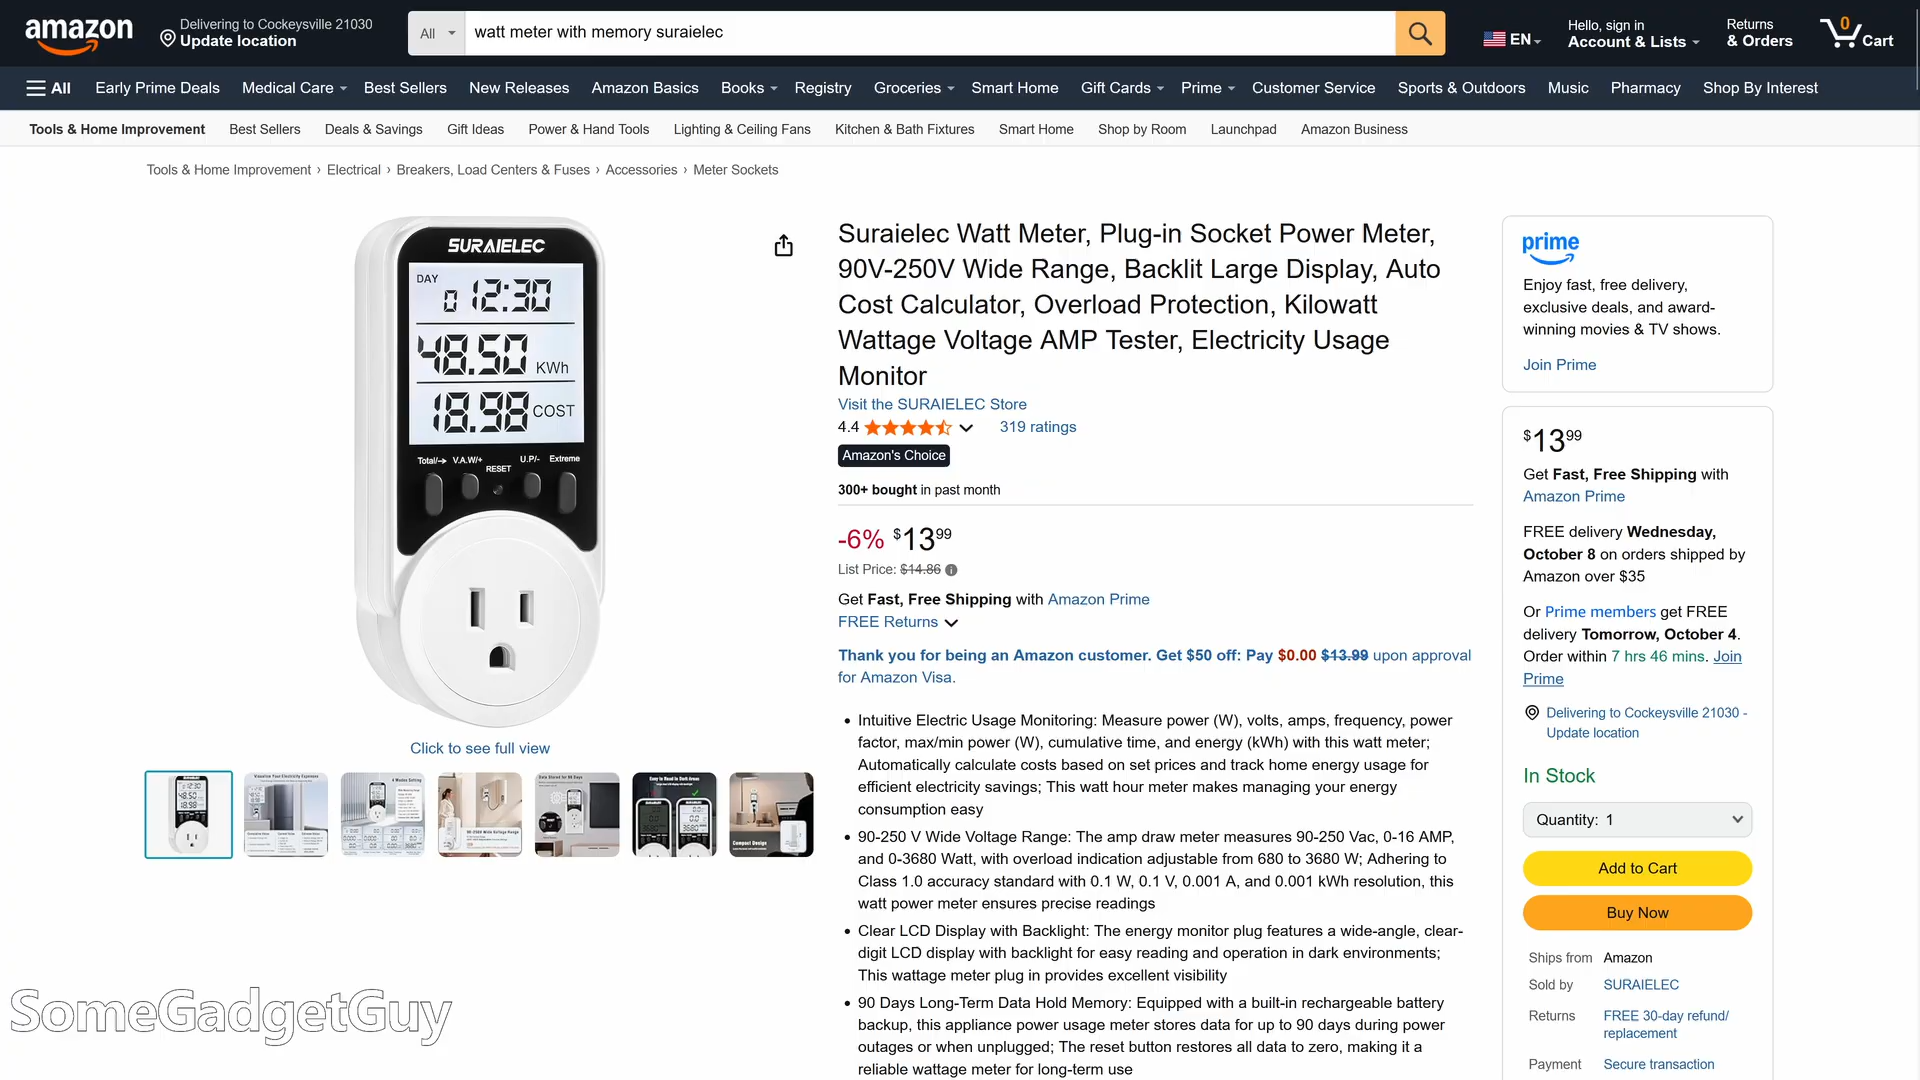 amazon
Delivering to Cockeysville 21030
Update location
All
watt meter with memory suraielec
EN
Hello, sign in
Account & Lists
Returns
& Orders
0
Cart
All
Early Prime Deals
Medical Care
Best Sellers
New Releases
Amazon Basics
Books
Registry
Groceries
Smart Home
Gift Cards
Prime
Customer Service
Sports & Outdoors
Music
Pharmacy
Shop By Interest
Tools & Home Improvement
Best Sellers
Deals & Savings
Gift Ideas
Power & Hand Tools
Lighting & Ceiling Fans
Kitchen & Bath Fixtures
Smart Home
Shop by Room
Launchpad
Amazon Business
Tools & Home Improvement › Electrical › Breakers, Load Centers & Fuses › Accessories › Meter Sockets
SURAIELEC
DAY
0 12:30
48.50 KWh
18.98 COST
Total/→ V.A.W/+ RESET U.P/- Extreme
Click to see full view
Data Stored for 90 Days
Easy to Read in Dark Areas
90-250V Wide Voltage Range
Compact Design
Suraielec Watt Meter, Plug-in Socket Power Meter,
90V-250V Wide Range, Backlit Large Display, Auto
Cost Calculator, Overload Protection, Kilowatt
Wattage Voltage AMP Tester, Electricity Usage
Monitor
Visit the SURAIELEC Store
4.4
319 ratings
Amazon's Choice
300+ bought in past month
-6% $13 99
List Price: $14.86
Get Fast, Free Shipping with Amazon Prime
FREE Returns
Thank you for being an Amazon customer. Get $50 off: Pay $0.00 $13.99 upon approval
for Amazon Visa.
• Intuitive Electric Usage Monitoring: Measure power (W), volts, amps, frequency, power
factor, max/min power (W), cumulative time, and energy (kWh) with this watt meter;
Automatically calculate costs based on set prices and track home energy usage for
efficient electricity savings; This watt hour meter makes managing your energy
consumption easy
• 90-250 V Wide Voltage Range: The amp draw meter measures 90-250 Vac, 0-16 AMP,
and 0-3680 Watt, with overload indication adjustable from 680 to 3680 W; Adhering to
Class 1.0 accuracy standard with 0.1 W, 0.1 V, 0.001 A, and 0.001 kWh resolution, this
watt power meter ensures precise readings
• Clear LCD Display with Backlight: The energy monitor plug features a wide-angle, clear-
digit LCD display with backlight for easy reading and operation in dark environments;
This wattage meter plug in provides excellent visibility
• 90 Days Long-Term Data Hold Memory: Equipped with a built-in rechargeable battery
backup, this appliance power usage meter stores data for up to 90 days during power
outages or when unplugged; The reset button restores all data to zero, making it a
reliable wattage meter for long-term use
prime
Enjoy fast, free delivery,
exclusive deals, and award-
winning movies & TV shows.
Join Prime
$13 99
Get Fast, Free Shipping with
Amazon Prime
FREE delivery Wednesday,
October 8 on orders shipped by
Amazon over $35
Or Prime members get FREE
delivery Tomorrow, October 4.
Order within 7 hrs 46 mins. Join
Prime
Delivering to Cockeysville 21030 -
Update location
In Stock
Quantity: 1
Add to Cart
Buy Now
Ships from Amazon
Sold by SURAIELEC
Returns FREE 30-day refund/
replacement
Payment Secure transaction
SomeGadgetGuy